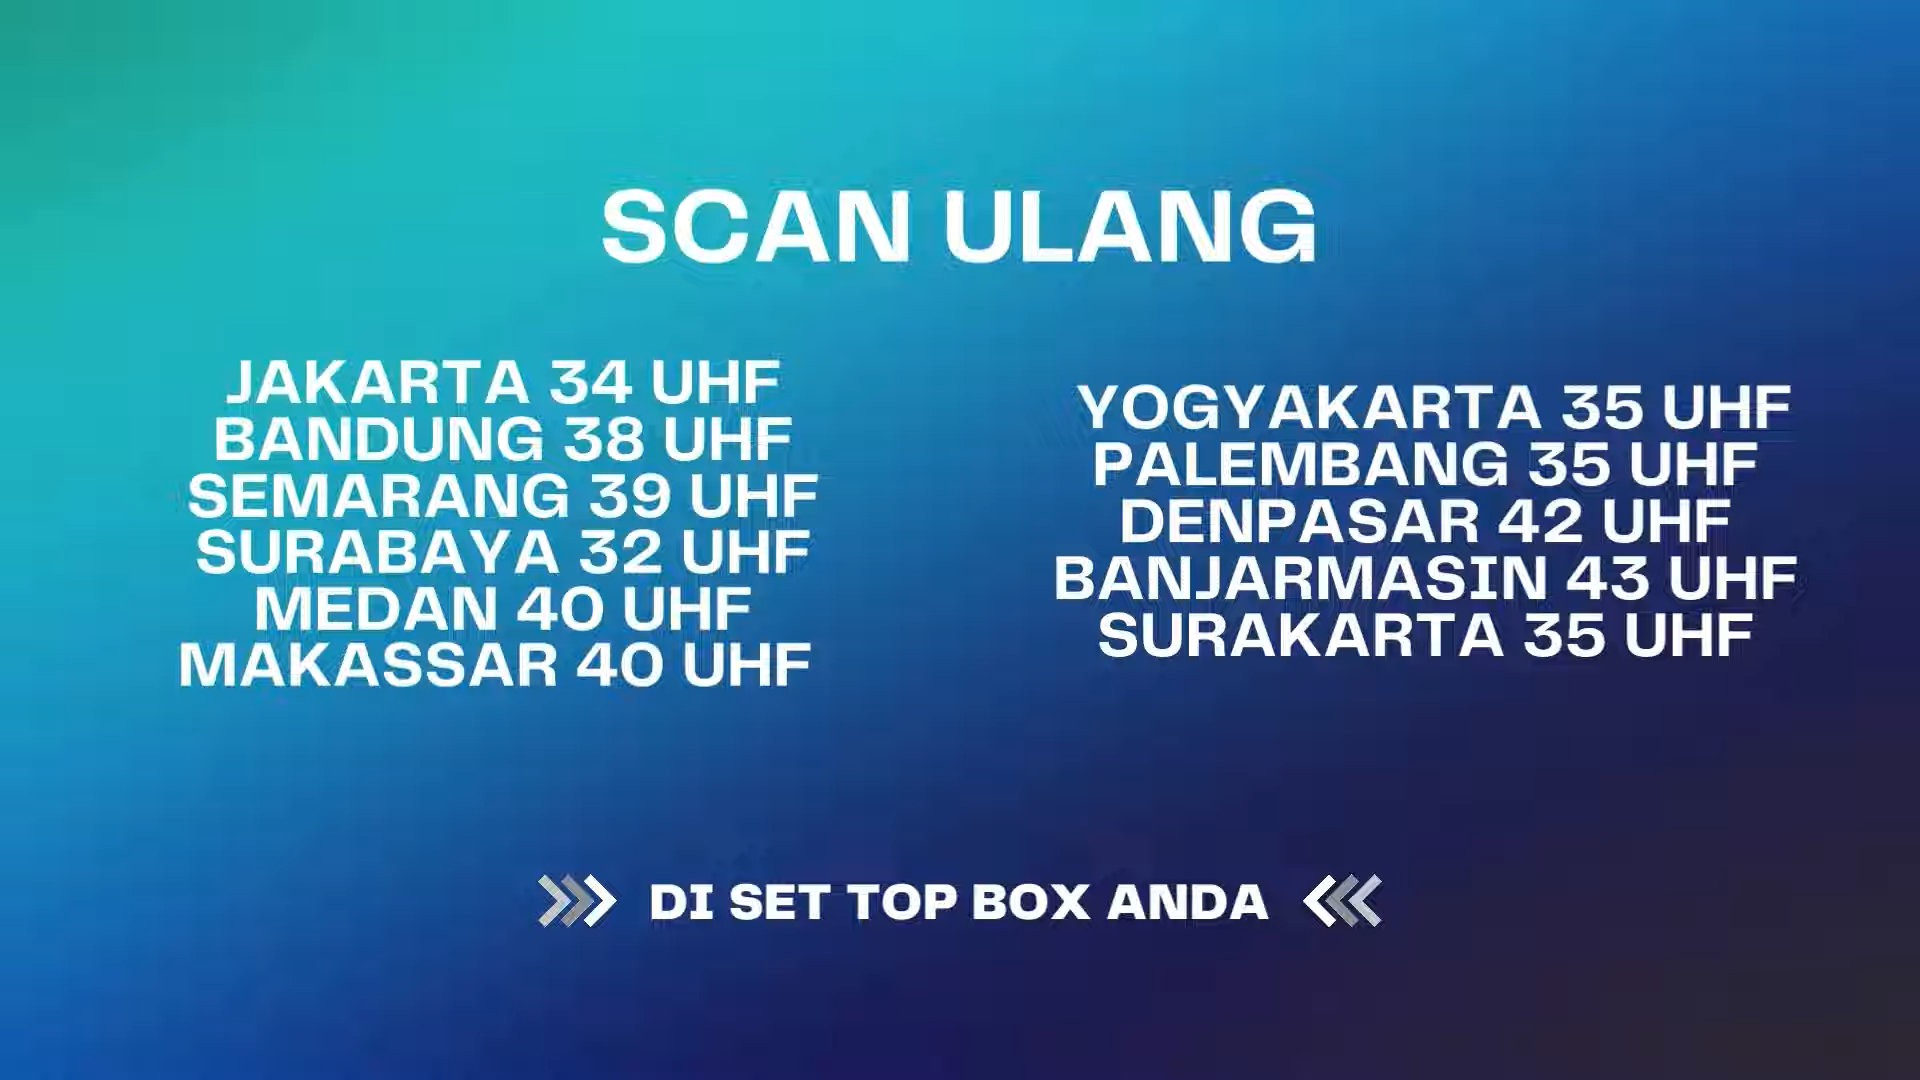 SCAN ULANG
JAKARTA 34 UHF
BANDUNG 38 UHF
SEMARANG 39 UHF
SURABAYA 32 UHF
MEDAN 40 UHF
MAKASSAR 40 UHF
YOGYAKARTA 35 UHF
PALEMBANG 35 UHF
DENPASAR 42 UHF
BANJARMASIN 43 UHF
SURAKARTA 35 UHF
DI SET TOP BOX ANDA